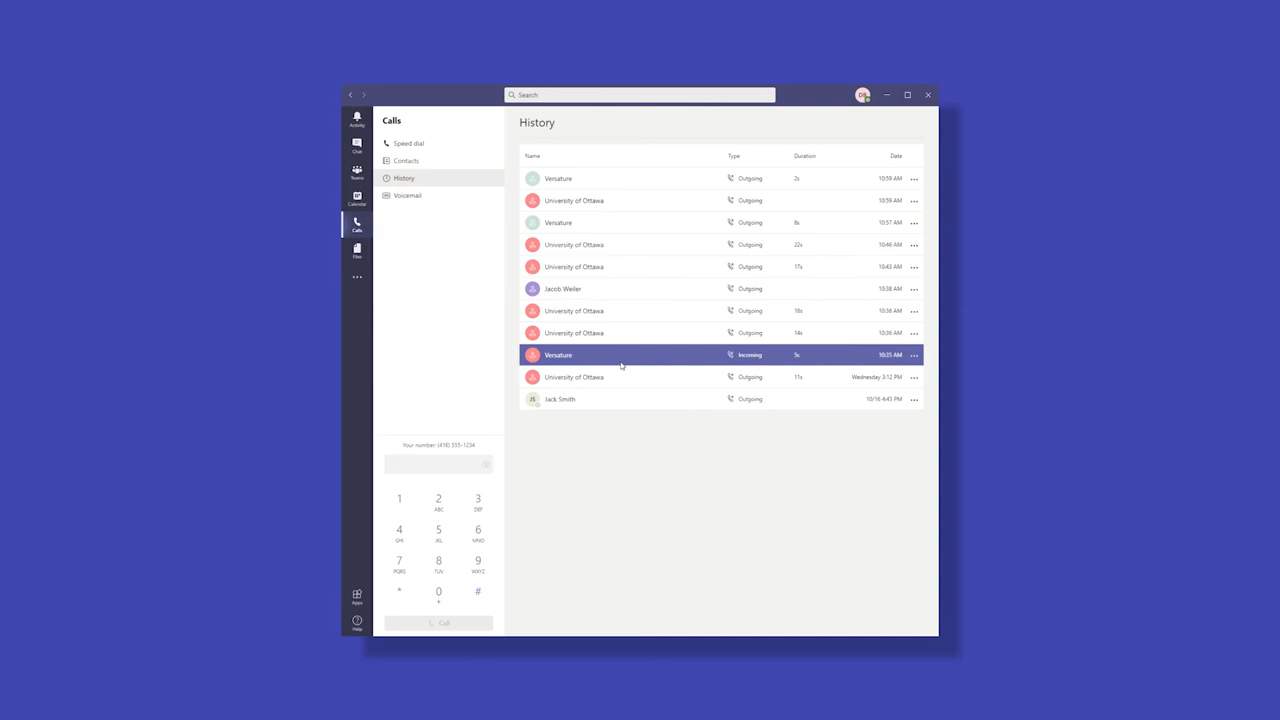 Search
DB
Activity
Chat
Teams
Calendar
Calls
Files
Apps
Help
Calls
Speed dial
Contacts
History
Voicemail
Your number: (416) 555-1234
1 2 3
ABC DEF
4 5 6
GHI JKL MNO
7 8 9
PQRS TUV WXYZ
* 0 #
+
Call
History
Name Type Duration Date
Versature Outgoing 2s 10:59 AM
University of Ottawa Outgoing 10:59 AM
Versature Outgoing 8s 10:57 AM
University of Ottawa Outgoing 22s 10:46 AM
University of Ottawa Outgoing 17s 10:43 AM
Jacob Weiler Outgoing 10:38 AM
University of Ottawa Outgoing 18s 10:36 AM
University of Ottawa Outgoing 14s 10:36 AM
Versature Incoming 5s 10:35 AM
University of Ottawa Outgoing 11s Wednesday 3:12 PM
JS Jack Smith Outgoing 10/16 4:43 PM